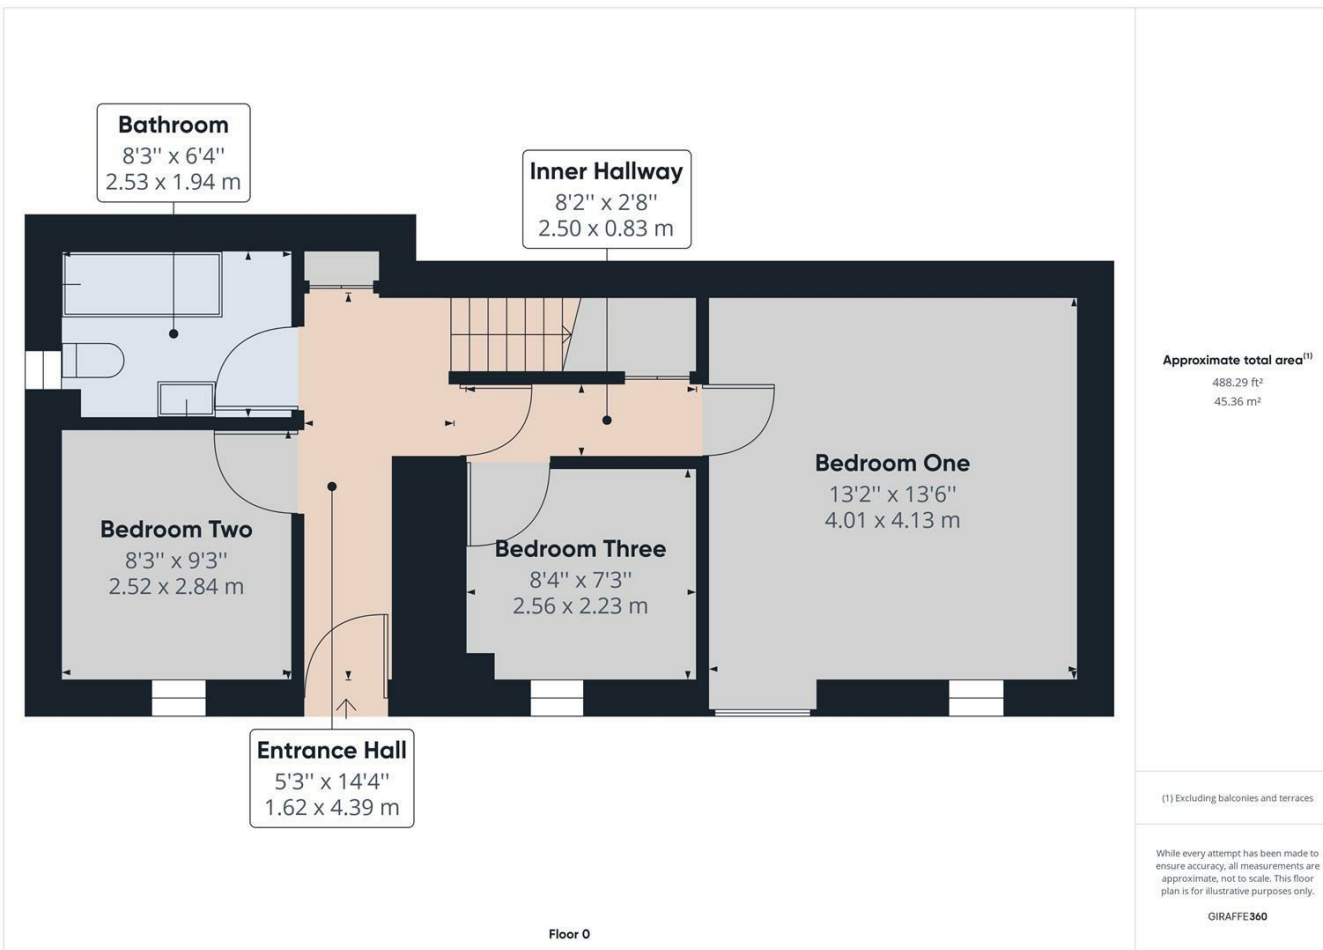 Bathroom
8'3'' x 6'4''
2.53 x 1.94 m
Inner Hallway
8'2'' x 2'8''
2.50 x 0.83 m
Bedroom One
13'2'' x 13'6''
4.01 x 4.13 m
Bedroom Two
8'3'' x 9'3''
2.52 x 2.84 m
Bedroom Three
8'4'' x 7'3''
2.56 x 2.23 m
Entrance Hall
5'3'' x 14'4''
1.62 x 4.39 m
Floor 0
Approximate total area(1)
488.29 ft²
45.36 m²
(1) Excluding balconies and terraces
While every attempt has been made to
ensure accuracy, all measurements are
approximate, not to scale. This floor
plan is for illustrative purposes only.
GIRAFFE360